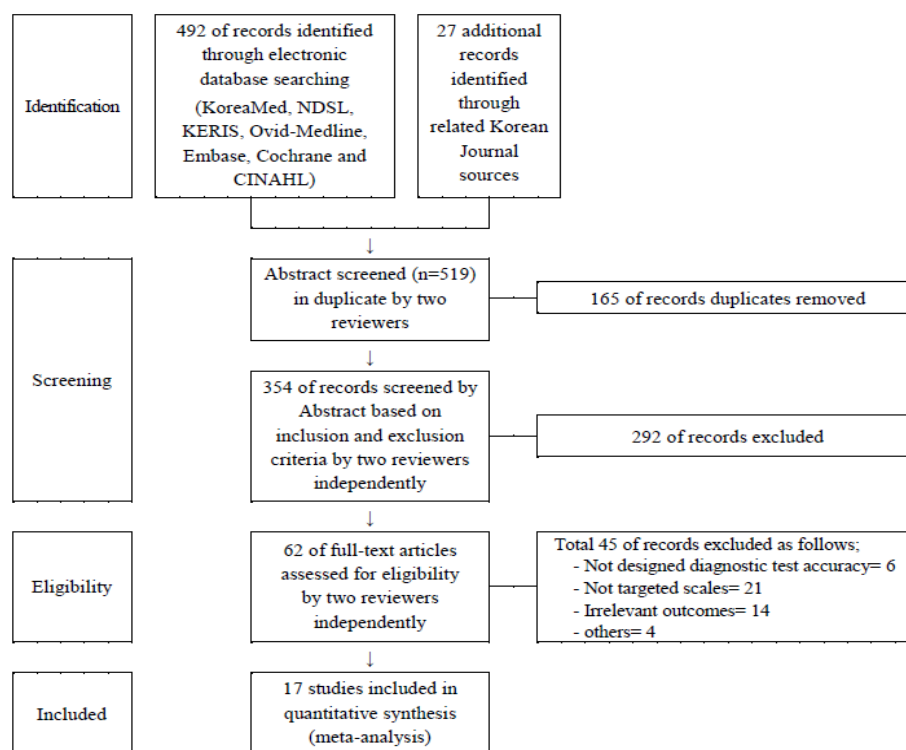 Identification
492 of records identified
through electronic
database searching
(KoreaMed, NDSL,
KERIS, Ovid-Medline,
Embase, Cochrane and
CINAHL)
27 additional
records
identified
through
related Korean
Journal
sources
↓
Screening
Abstract screened (n=519)
in duplicate by two
reviewers
165 of records duplicates removed
↓
354 of records screened by
Abstract based on
inclusion and exclusion
criteria by two reviewers
independently
292 of records excluded
↓
Eligibility
62 of full-text articles
assessed for eligibility
by two reviewers
independently
Total 45 of records excluded as follows;
- Not designed diagnostic test accuracy= 6
- Not targeted scales= 21
- Irrelevant outcomes= 14
- others= 4
↓
Included
17 studies included in
quantitative synthesis
(meta-analysis)